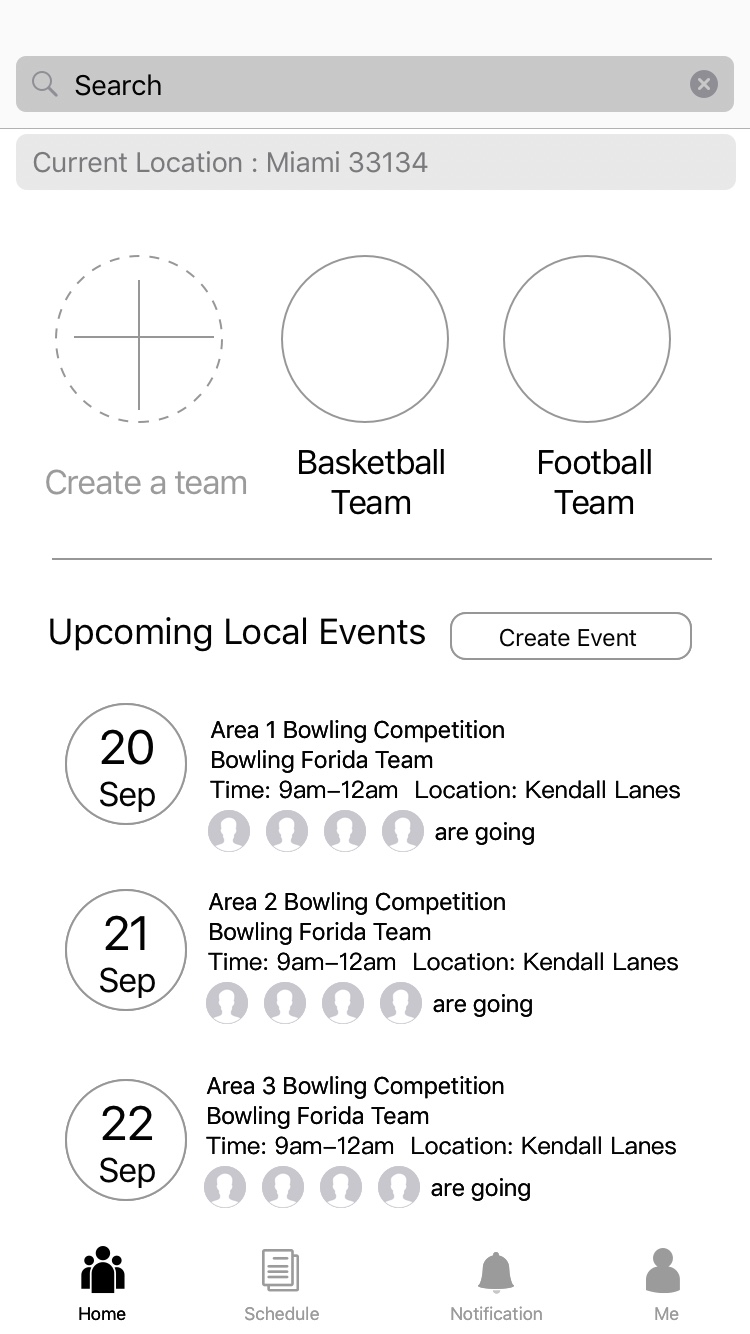 Search
Current Location : Miami 33134
Create a team
Basketball
Team
Football
Team
Upcoming Local Events
Create Event
20
Sep
Area 1 Bowling Competition
Bowling Forida Team
Time: 9am–12am Location: Kendall Lanes
are going
21
Sep
Area 2 Bowling Competition
Bowling Forida Team
Time: 9am–12am Location: Kendall Lanes
are going
22
Sep
Area 3 Bowling Competition
Bowling Forida Team
Time: 9am–12am Location: Kendall Lanes
are going
Home
Schedule
Notification
Me